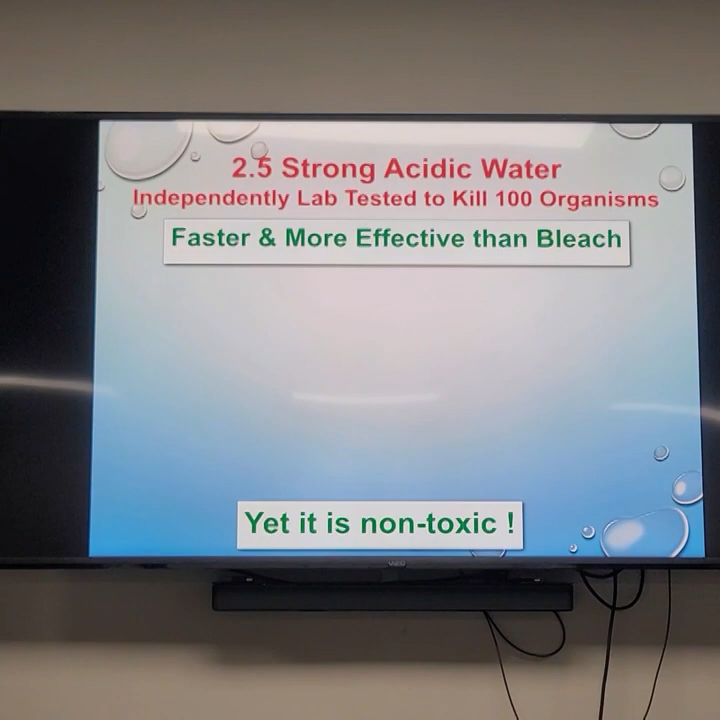 2.5 Strong Acidic Water
Independently Lab Tested to Kill 100 Organisms
Faster & More Effective than Bleach
Yet it is non-toxic !
VIZIO